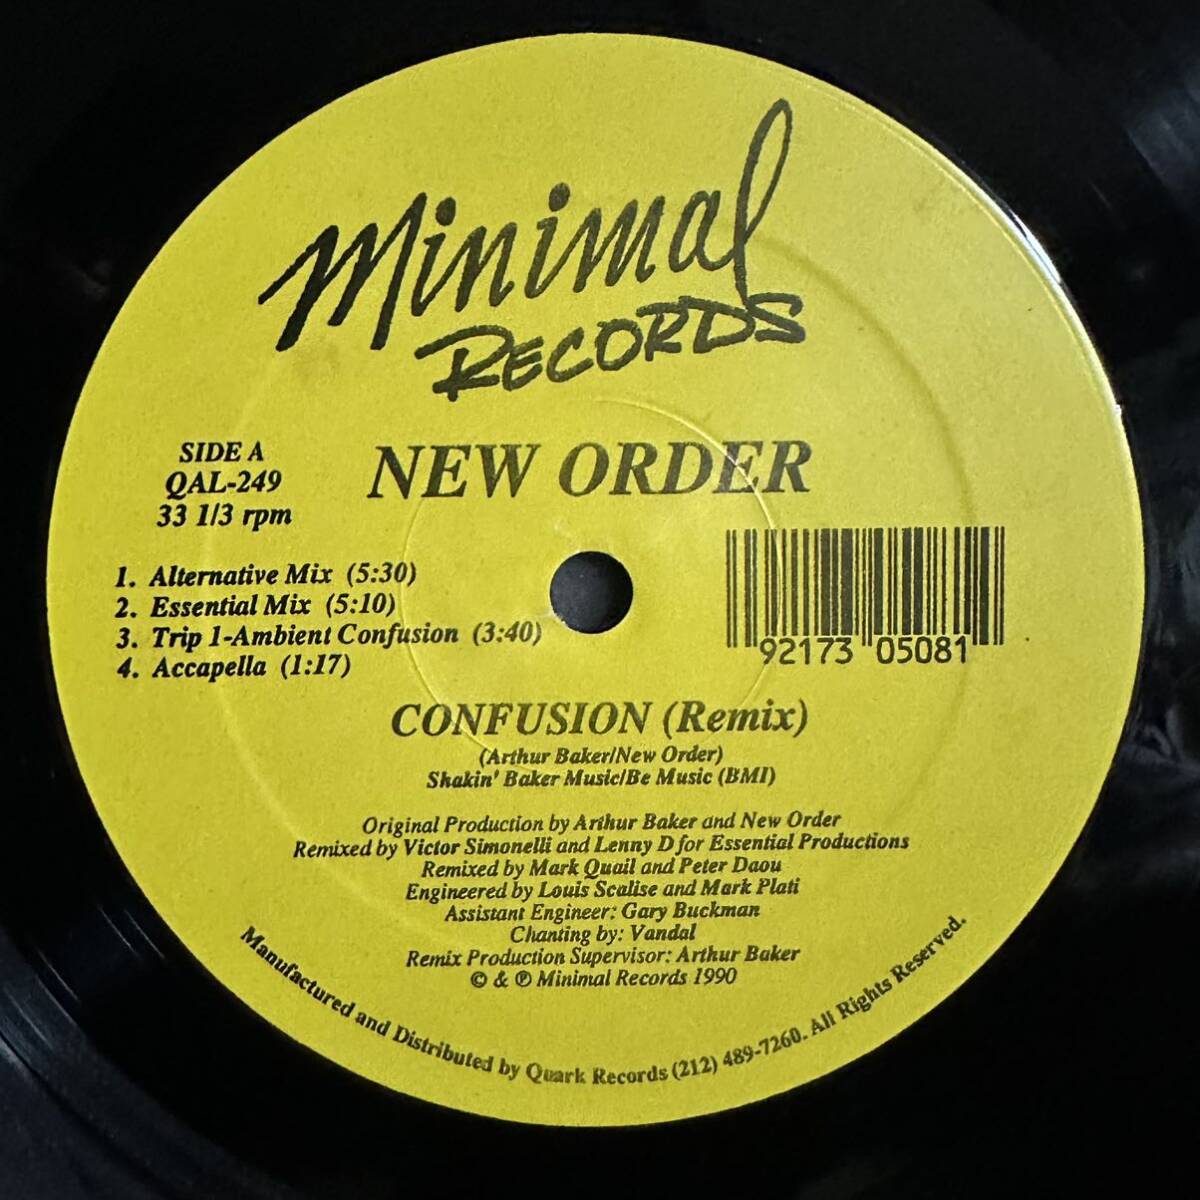 Minimal
RECORDS
SIDE A
QAL-249
33 1/3 rpm
NEW ORDER
1. Alternative Mix (5:30)
2. Essential Mix (5:10)
3. Trip 1-Ambient Confusion (3:40)
4. Accapella (1:17)
92173 05081
CONFUSION (Remix)
(Arthur Baker/New Order)
Shakin' Baker Music/Be Music (BMI)
Original Production by Arthur Baker and New Order
Remixed by Victor Simonelli and Lenny D for Essential Productions
Remixed by Mark Quail and Peter Daou
Engineered by Louis Scalise and Mark Plati
Assistant Engineer: Gary Buckman
Chanting by: Vandal
Remix Production Supervisor: Arthur Baker
© & ℗ Minimal Records 1990
Manufactured and Distributed by Quark Records (212) 489-7260. All Rights Reserved.